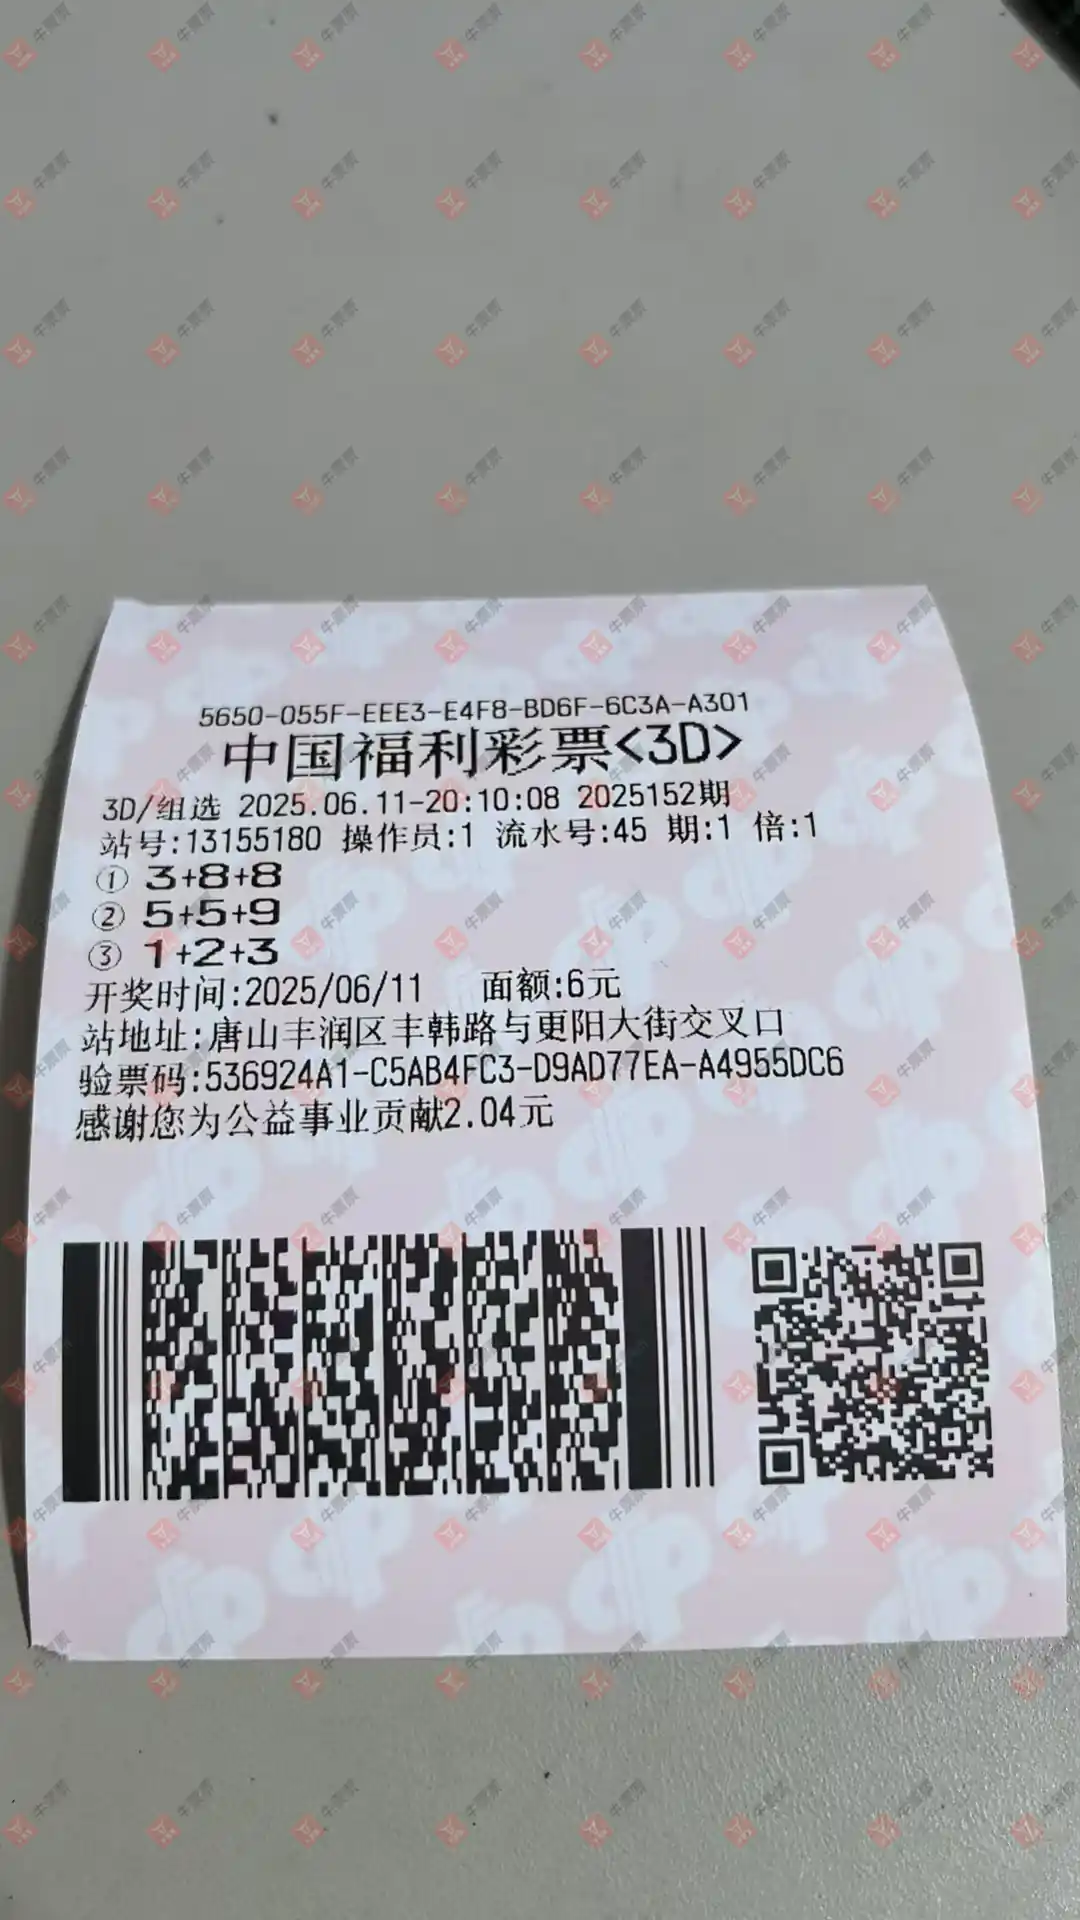 5650-055F-EEE3-E4F8-BD6F-6C3A-A301
中国福利彩票<3D>
3D/组选 2025.06.11-20:10:08 2025152期
站号:13155180 操作员:1 流水号:45 期:1 倍:1
① 3+8+8
② 5+5+9
③ 1+2+3
开奖时间:2025/06/11 面额:6元
站地址:唐山丰润区丰韩路与更阳大街交叉口
验票码:536924A1-C5AB4FC3-D9AD77EA-A4955DC6
感谢您为公益事业贡献2.04元
牛票票